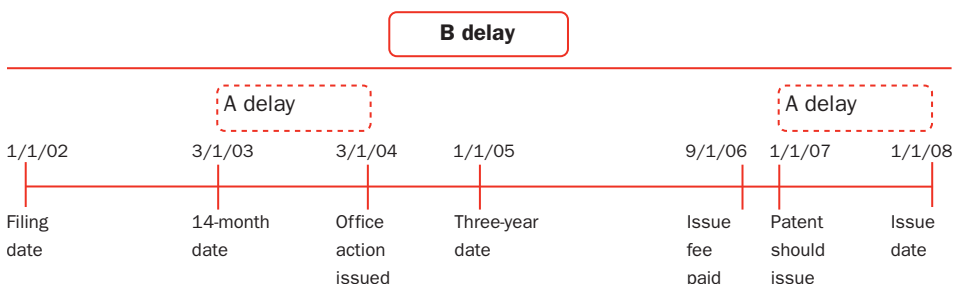 B delay
A delay A delay
1/1/02 3/1/03 3/1/04 1/1/05 9/1/06 1/1/07 1/1/08
Filing 14-month Office Three-year Issue Patent Issue
date date action date fee should date
issued paid issue